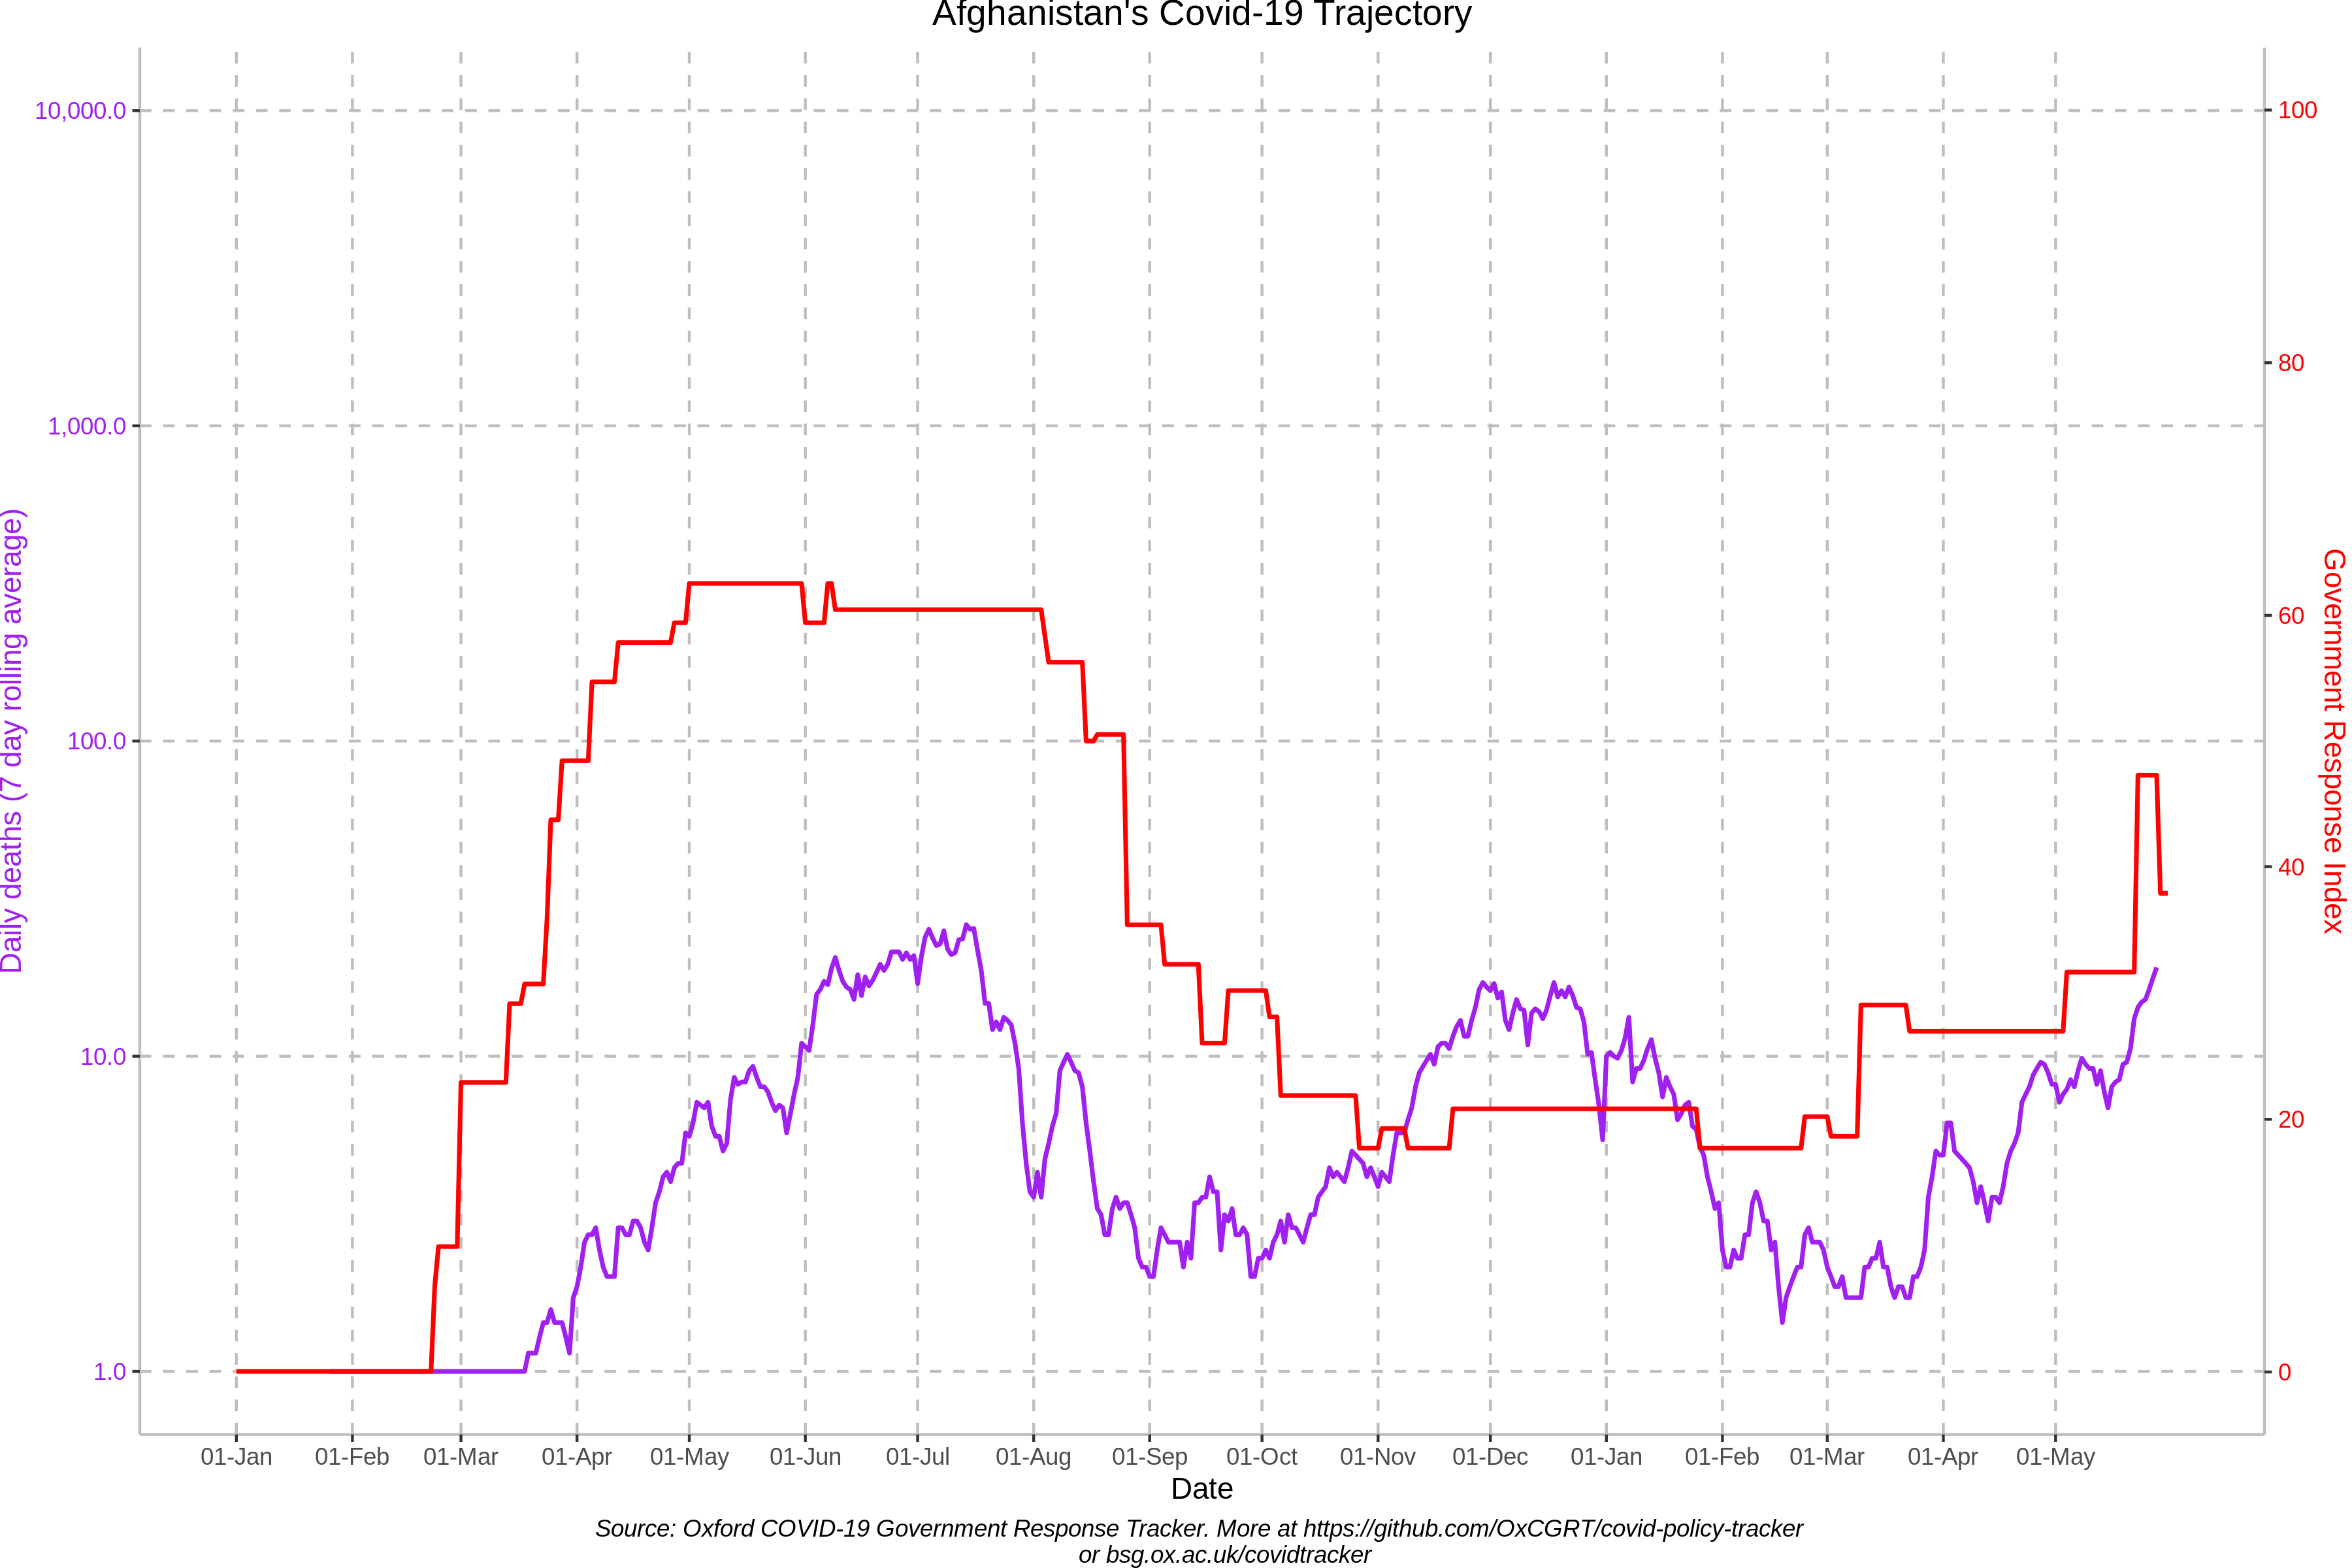 Afghanistan's Covid-19 Trajectory
10,000.0
1,000.0
100.0
10.0
1.0
Daily deaths (7 day rolling average)
100
80
60
40
20
0
Government Response Index
01-Jan 01-Feb 01-Mar 01-Apr 01-May 01-Jun 01-Jul 01-Aug 01-Sep 01-Oct 01-Nov 01-Dec 01-Jan 01-Feb 01-Mar 01-Apr 01-May
Date
Source: Oxford COVID-19 Government Response Tracker. More at https://github.com/OxCGRT/covid-policy-tracker
or bsg.ox.ac.uk/covidtracker